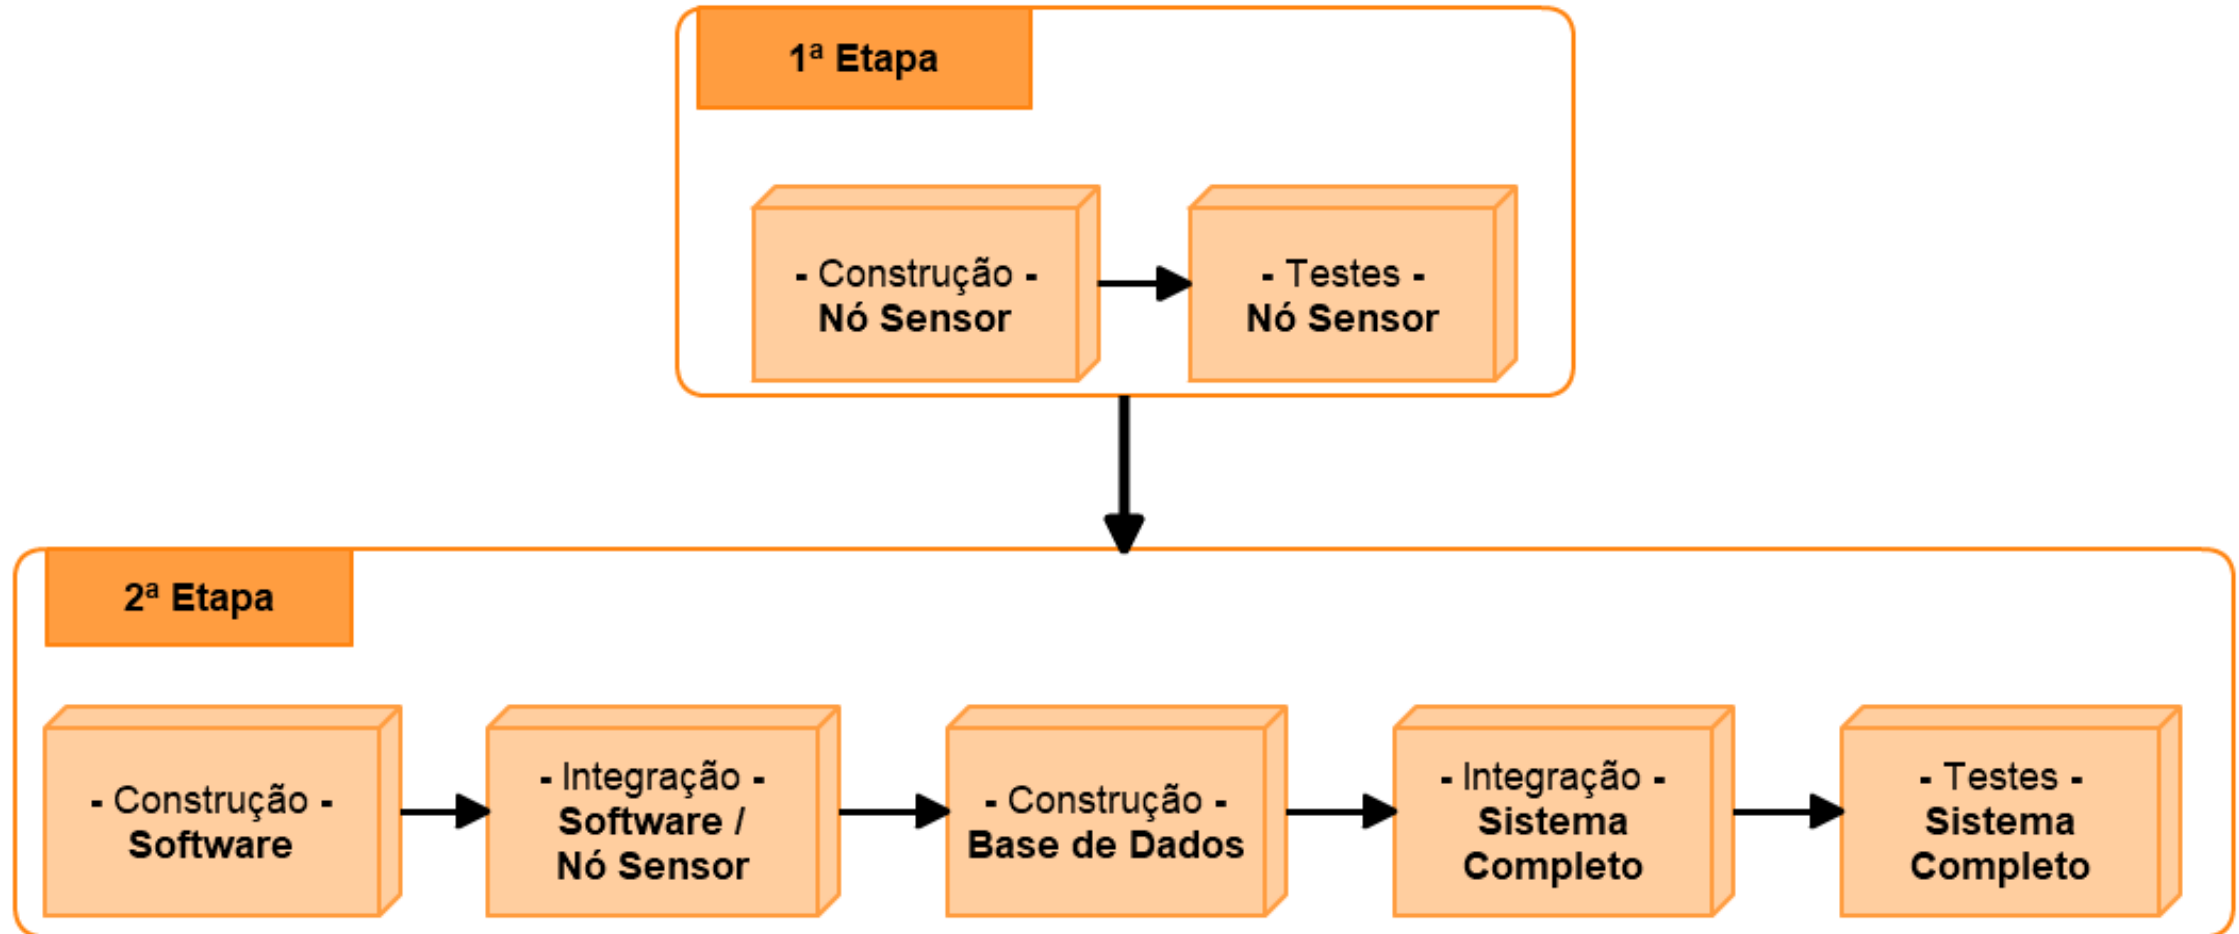 1ª Etapa
- Construção -
Nó Sensor
- Testes -
Nó Sensor
2ª Etapa
- Construção -
Software
- Integração -
Software /
Nó Sensor
- Construção -
Base de Dados
- Integração -
Sistema
Completo
- Testes -
Sistema
Completo